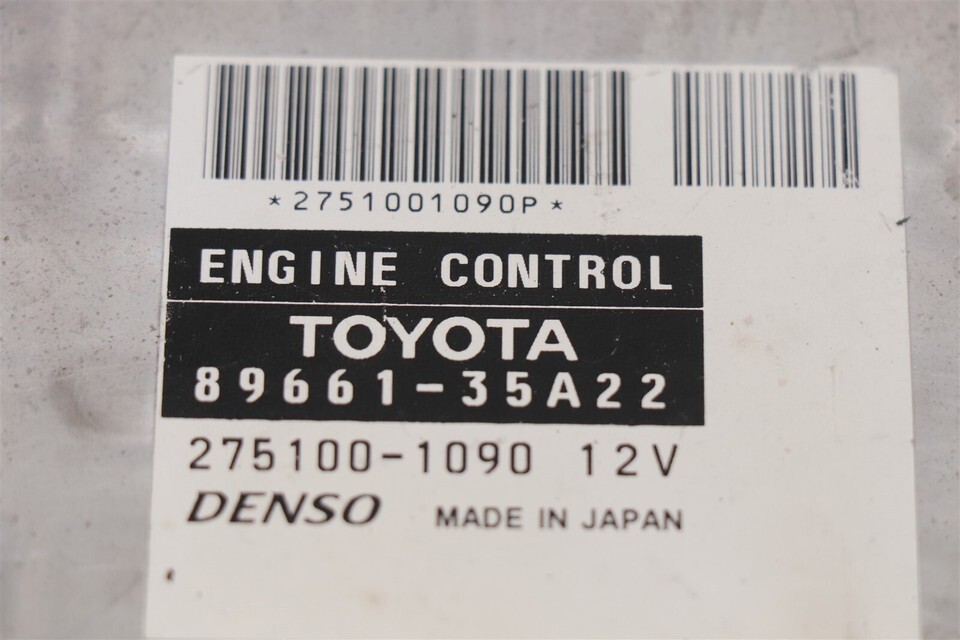 *2751001090P*
ENGINE CONTROL
TOYOTA
89661-35A22
275100-1090 12V
DENSO MADE IN JAPAN